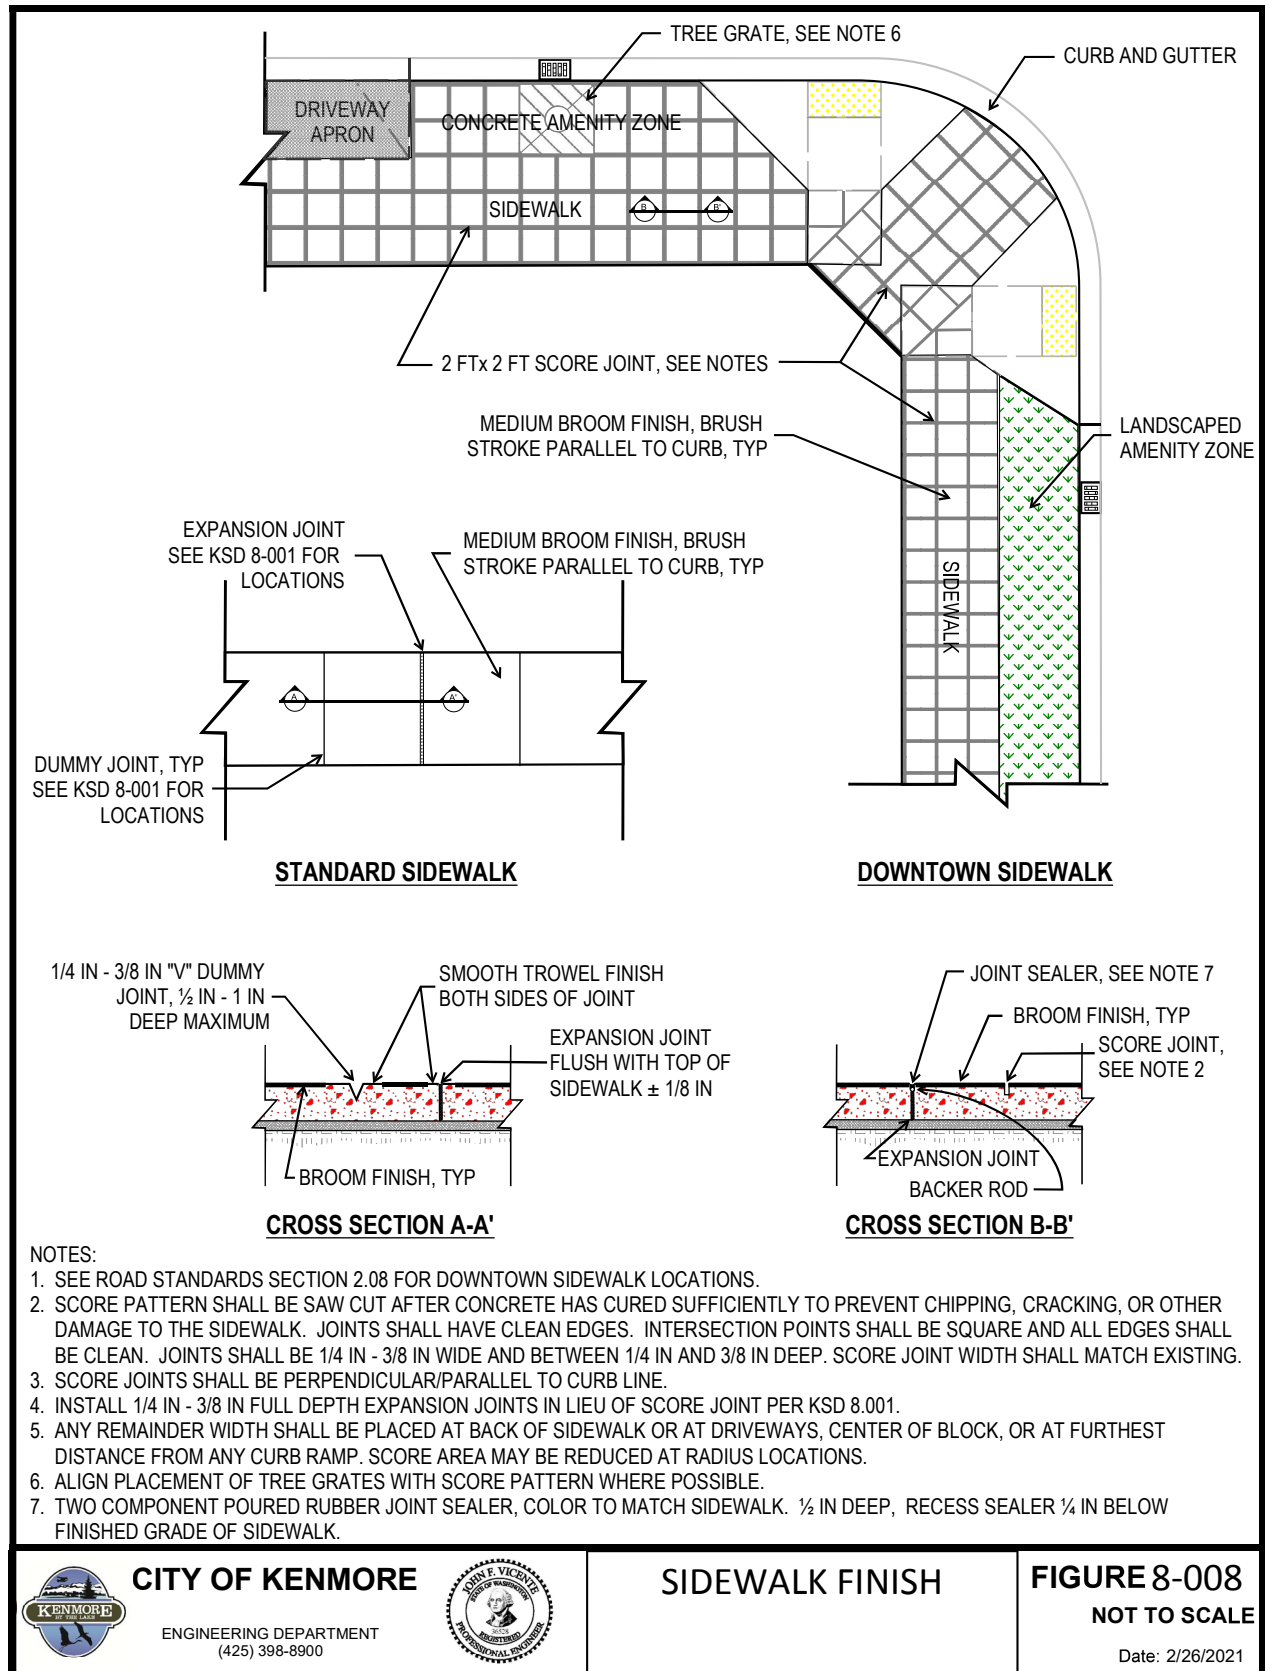 TREE GRATE, SEE NOTE 6
CURB AND GUTTER
DRIVEWAY
APRON
CONCRETE AMENITY ZONE
SIDEWALK
B
B'
2 FTx 2 FT SCORE JOINT, SEE NOTES
MEDIUM BROOM FINISH, BRUSH
STROKE PARALLEL TO CURB, TYP
LANDSCAPED
AMENITY ZONE
SIDEWALK
EXPANSION JOINT
SEE KSD 8-001 FOR
LOCATIONS
MEDIUM BROOM FINISH, BRUSH
STROKE PARALLEL TO CURB, TYP
A
A'
DUMMY JOINT, TYP
SEE KSD 8-001 FOR
LOCATIONS
STANDARD SIDEWALK
DOWNTOWN SIDEWALK
1/4 IN - 3/8 IN "V" DUMMY
JOINT, ½ IN - 1 IN
DEEP MAXIMUM
SMOOTH TROWEL FINISH
BOTH SIDES OF JOINT
EXPANSION JOINT
FLUSH WITH TOP OF
SIDEWALK ± 1/8 IN
BROOM FINISH, TYP
CROSS SECTION A-A'
JOINT SEALER, SEE NOTE 7
BROOM FINISH, TYP
SCORE JOINT,
SEE NOTE 2
EXPANSION JOINT
BACKER ROD
CROSS SECTION B-B'
NOTES:
1. SEE ROAD STANDARDS SECTION 2.08 FOR DOWNTOWN SIDEWALK LOCATIONS.
2. SCORE PATTERN SHALL BE SAW CUT AFTER CONCRETE HAS CURED SUFFICIENTLY TO PREVENT CHIPPING, CRACKING, OR OTHER
DAMAGE TO THE SIDEWALK. JOINTS SHALL HAVE CLEAN EDGES. INTERSECTION POINTS SHALL BE SQUARE AND ALL EDGES SHALL
BE CLEAN. JOINTS SHALL BE 1/4 IN - 3/8 IN WIDE AND BETWEEN 1/4 IN AND 3/8 IN DEEP. SCORE JOINT WIDTH SHALL MATCH EXISTING.
3. SCORE JOINTS SHALL BE PERPENDICULAR/PARALLEL TO CURB LINE.
4. INSTALL 1/4 IN - 3/8 IN FULL DEPTH EXPANSION JOINTS IN LIEU OF SCORE JOINT PER KSD 8.001.
5. ANY REMAINDER WIDTH SHALL BE PLACED AT BACK OF SIDEWALK OR AT DRIVEWAYS, CENTER OF BLOCK, OR AT FURTHEST
DISTANCE FROM ANY CURB RAMP. SCORE AREA MAY BE REDUCED AT RADIUS LOCATIONS.
6. ALIGN PLACEMENT OF TREE GRATES WITH SCORE PATTERN WHERE POSSIBLE.
7. TWO COMPONENT POURED RUBBER JOINT SEALER, COLOR TO MATCH SIDEWALK. ½ IN DEEP, RECESS SEALER ¼ IN BELOW
FINISHED GRADE OF SIDEWALK.
KENMORE
BY THE LAKE
CITY OF KENMORE
ENGINEERING DEPARTMENT
(425) 398-8900
JOHN F. VICENTE
STATE OF WASHINGTON
36528
REGISTERED
PROFESSIONAL ENGINEER
SIDEWALK FINISH
FIGURE 8-008
NOT TO SCALE
Date: 2/26/2021